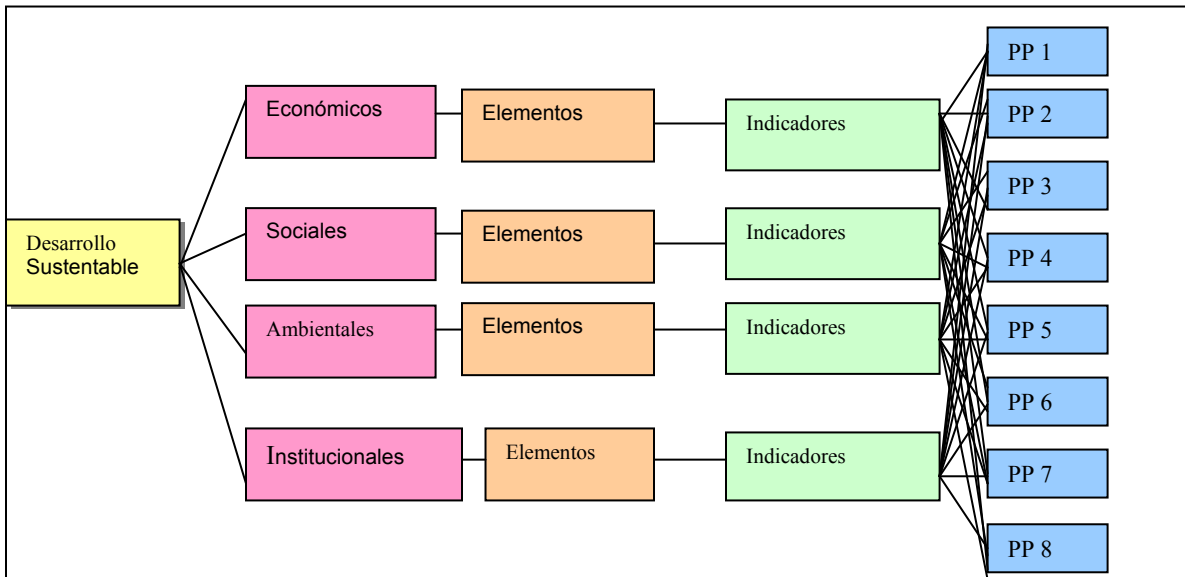 Desarrollo
Sustentable
Económicos
Elementos
Indicadores
Sociales
Elementos
Indicadores
Ambientales
Elementos
Indicadores
Institucionales
Elementos
Indicadores
PP 1
PP 2
PP 3
PP 4
PP 5
PP 6
PP 7
PP 8